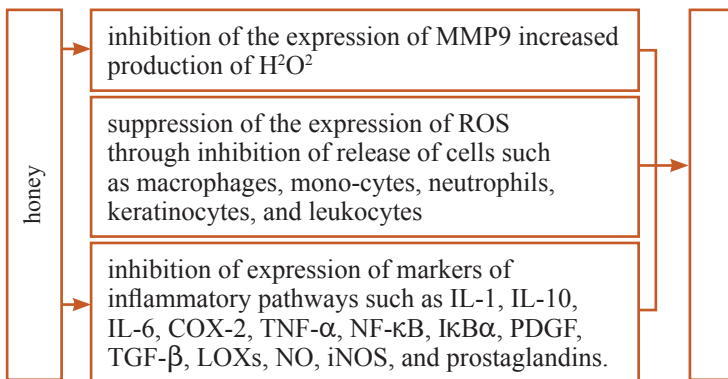 honey
inhibition of the expression of MMP9 increased
production of H²O²
suppression of the expression of ROS
through inhibition of release of cells such
as macrophages, mono-cytes, neutrophils,
keratinocytes, and leukocytes
inhibition of expression of markers of
inflammatory pathways such as IL-1, IL-10,
IL-6, COX-2, TNF-α, NF-κB, IκBα, PDGF,
TGF-β, LOXs, NO, iNOS, and prostaglandins.